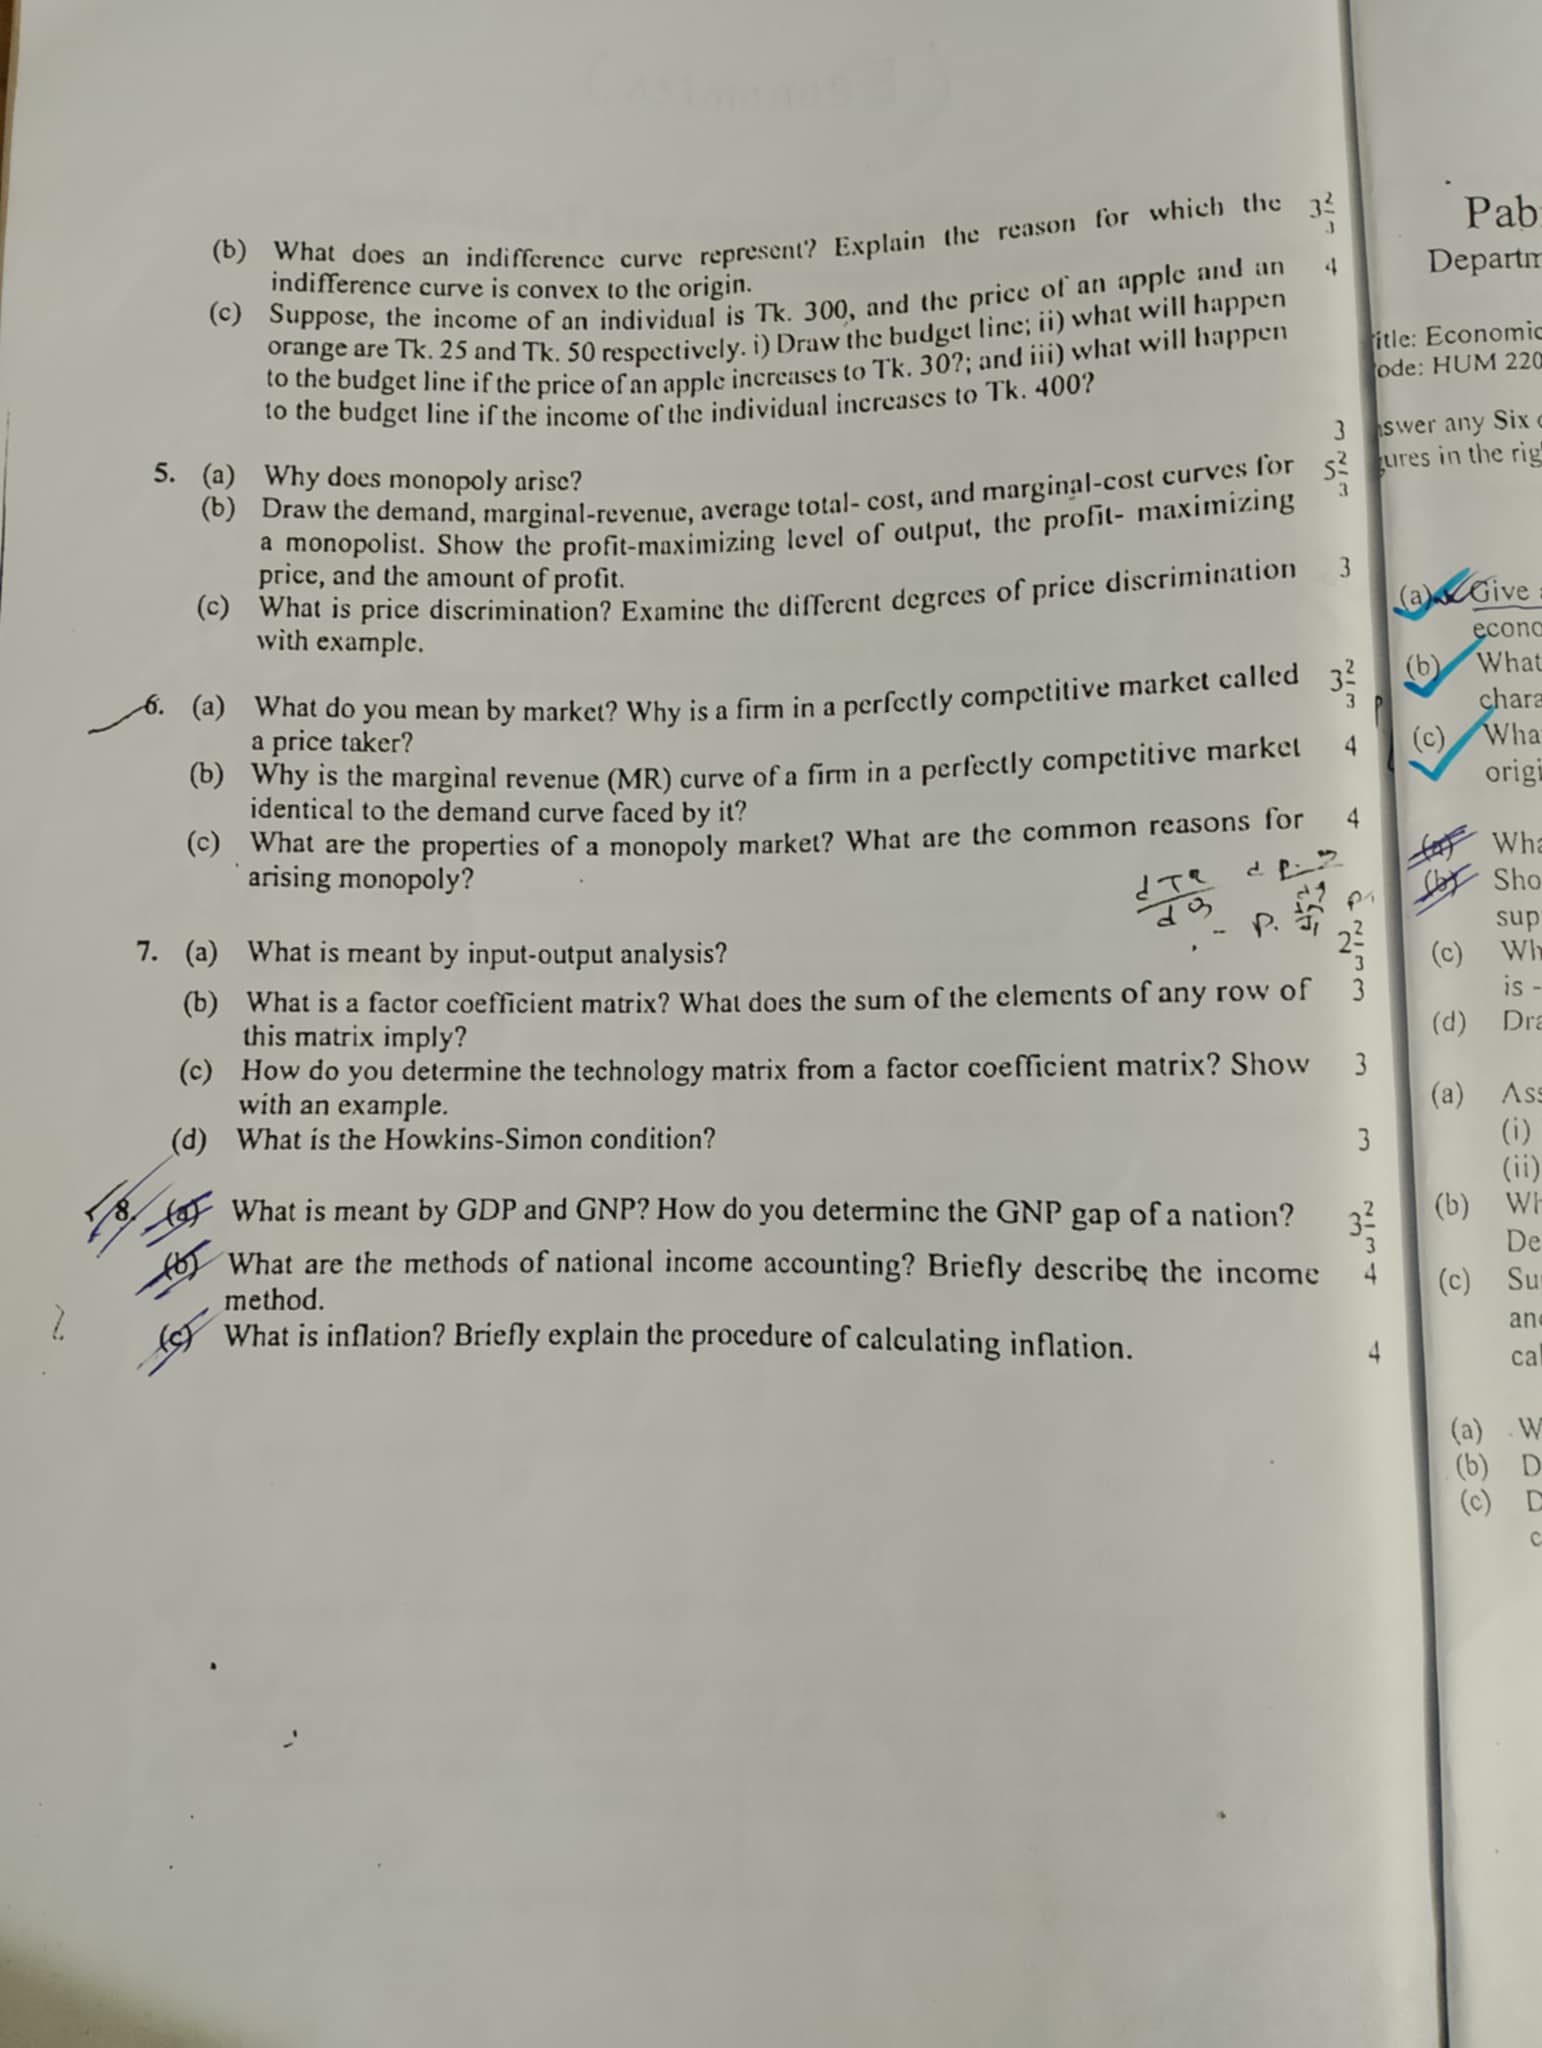 (b) What does an indifference curve represent? Explain the reason for which the 3 2/3
indifference curve is convex to the origin.
(c) Suppose, the income of an individual is Tk. 300, and the price of an apple and an 4
orange are Tk. 25 and Tk. 50 respectively. i) Draw the budget line; ii) what will happen
to the budget line if the price of an apple increases to Tk. 30?; and iii) what will happen
to the budget line if the income of the individual increases to Tk. 400?
5. (a) Why does monopoly arise? 3
(b) Draw the demand, marginal-revenue, average total- cost, and marginal-cost curves for 5 2/3
a monopolist. Show the profit-maximizing level of output, the profit- maximizing
price, and the amount of profit.
(c) What is price discrimination? Examine the different degrees of price discrimination 3
with example.
6. (a) What do you mean by market? Why is a firm in a perfectly competitive market called 3 2/3
a price taker?
(b) Why is the marginal revenue (MR) curve of a firm in a perfectly competitive market 4
identical to the demand curve faced by it?
(c) What are the properties of a monopoly market? What are the common reasons for 4
arising monopoly?
7. (a) What is meant by input-output analysis? 2 2/3
(b) What is a factor coefficient matrix? What does the sum of the elements of any row of 3
this matrix imply?
(c) How do you determine the technology matrix from a factor coefficient matrix? Show 3
with an example.
(d) What is the Howkins-Simon condition? 3
8. (a) What is meant by GDP and GNP? How do you determine the GNP gap of a nation? 3 2/3
(b) What are the methods of national income accounting? Briefly describe the income 4
method.
(c) What is inflation? Briefly explain the procedure of calculating inflation. 4
Pab
Departm
itle: Economic
ode: HUM 220
swer any Six
ures in the rig
(a) Give
econo
(b) What
chara
(c) Wha
origi
(a) Wha
(b) Sho
sup
(c) Wh
is -
(d) Dra
(a) Ass
(i)
(ii)
(b) Wh
De
(c) Su
an
cal
(a) W
(b) D
(c) D
c